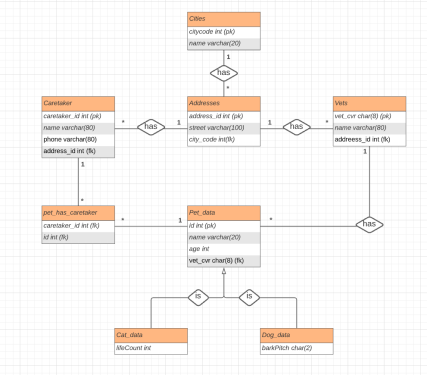 Cities
citycode int (pk)
name varchar(20)
1
has
*
Caretaker
caretaker_id int (pk)
name varchar(80)
phone varchar(80)
address_id int (fk)
*
has
1
Addresses
address_id int (pk)
street varchar(100)
city_code int(fk)
1
has
*
Vets
vet_cvr char(8) (pk)
name varchar(80)
addreess_id int (fk)
1
1
*
pet_has_caretaker
caretaker_id int (fk)
id int (fk)
*
1
Pet_data
id int (pk)
name varchar(20)
age int
vet_cvr char(8) (fk)
*
has
is
is
Cat_data
lifeCount int
Dog_data
barkPitch char(2)